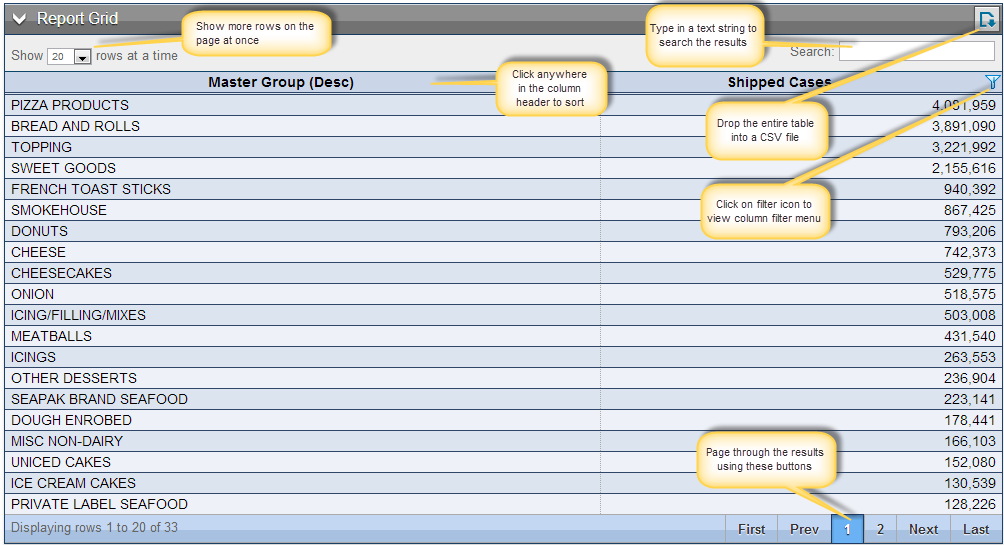 Report Grid
Show more rows on the
page at once
Type in a text string to
search the results
Show 20 rows at a time
Search:
Master Group (Desc) Shipped Cases
Click anywhere
in the column
header to sort
PIZZA PRODUCTS 4,091,959
BREAD AND ROLLS 3,891,090
Drop the entire table
into a CSV file
TOPPING 3,221,992
SWEET GOODS 2,155,616
FRENCH TOAST STICKS 940,392
Click on filter icon to
view column filter menu
SMOKEHOUSE 867,425
DONUTS 793,206
CHEESE 742,373
CHEESECAKES 529,775
ONION 518,575
ICING/FILLING/MIXES 503,008
MEATBALLS 431,540
ICINGS 263,553
OTHER DESSERTS 236,904
SEAPAK BRAND SEAFOOD 223,141
DOUGH ENROBED 178,441
MISC NON-DAIRY 166,103
Page through the results
using these buttons
UNICED CAKES 152,080
ICE CREAM CAKES 130,539
PRIVATE LABEL SEAFOOD 128,226
Displaying rows 1 to 20 of 33
First Prev 1 2 Next Last